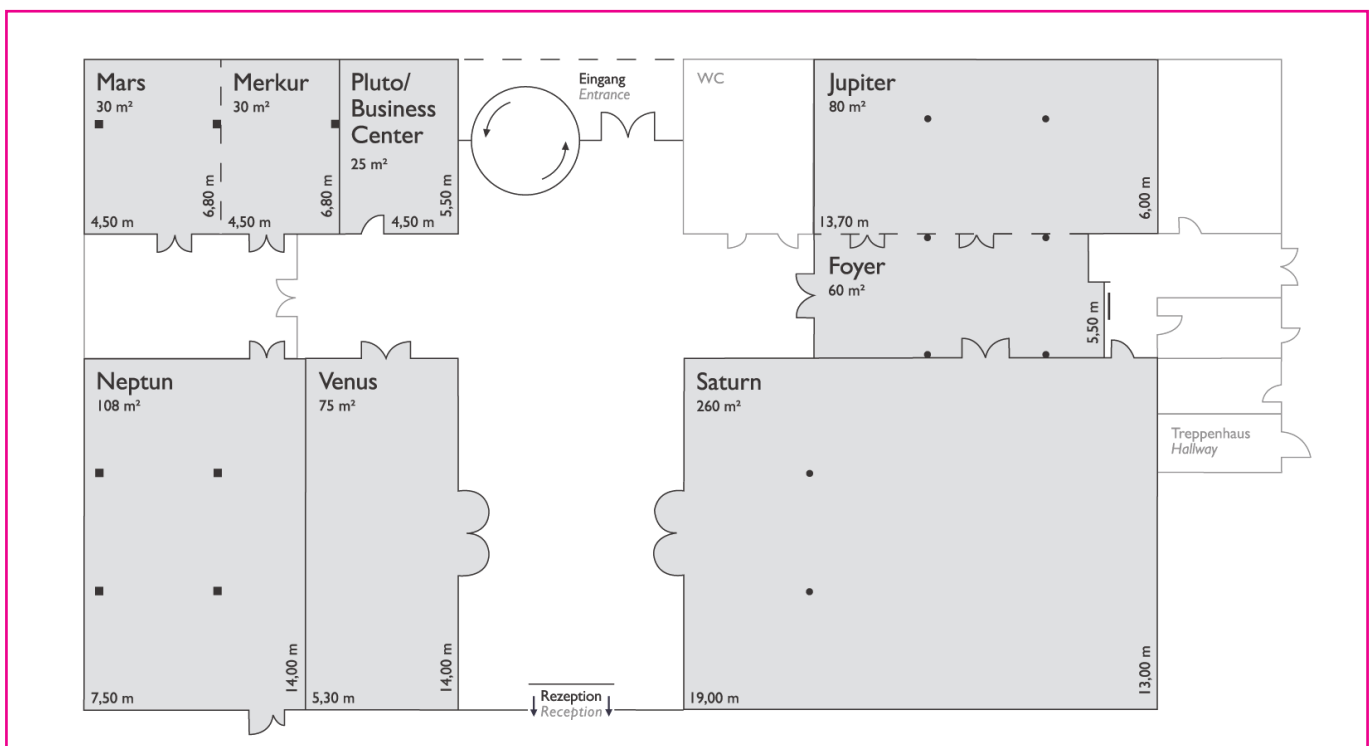 Mars
30 m²
6,80 m
4,50 m
Merkur
30 m²
6,80 m
4,50 m
Pluto/
Business
Center
25 m²
5,50 m
4,50 m
Eingang
Entrance
WC
Jupiter
80 m²
6,00 m
13,70 m
Foyer
60 m²
5,50 m
Neptun
108 m²
14,00 m
7,50 m
Venus
75 m²
14,00 m
5,30 m
Rezeption
Reception
Saturn
260 m²
13,00 m
19,00 m
Treppenhaus
Hallway